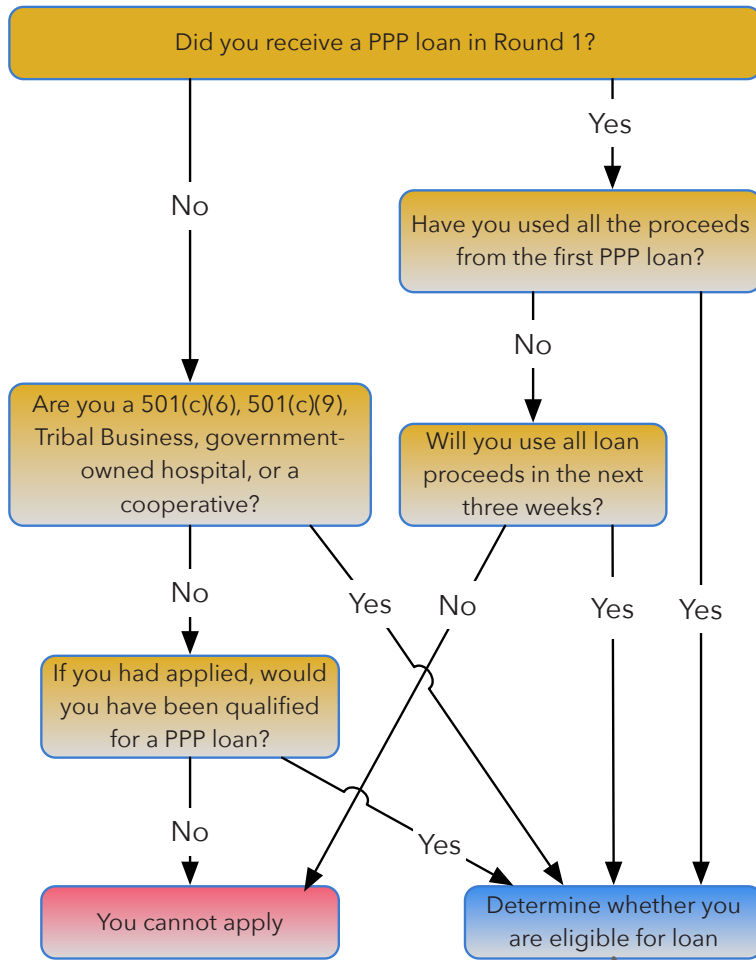 Did you receive a PPP loan in Round 1?
Yes
No
Have you used all the proceeds
from the first PPP loan?
No
Are you a 501(c)(6), 501(c)(9),
Tribal Business, government-
owned hospital, or a
cooperative?
Will you use all loan
proceeds in the next
three weeks?
No
Yes
No
Yes
Yes
If you had applied, would
you have been qualified
for a PPP loan?
No
Yes
You cannot apply
Determine whether you
are eligible for loan